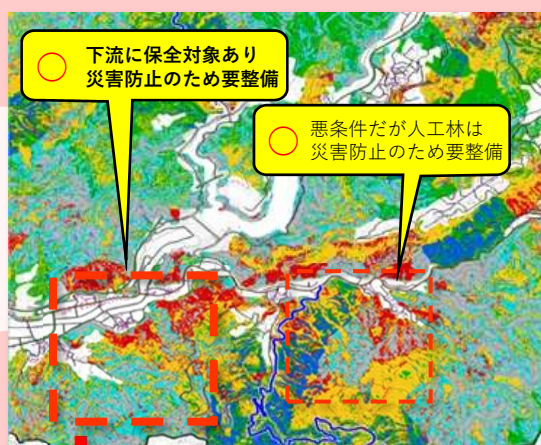 ○ 下流に保全対象あり
災害防止のため要整備
○ 悪条件だが人工林は
災害防止のため要整備